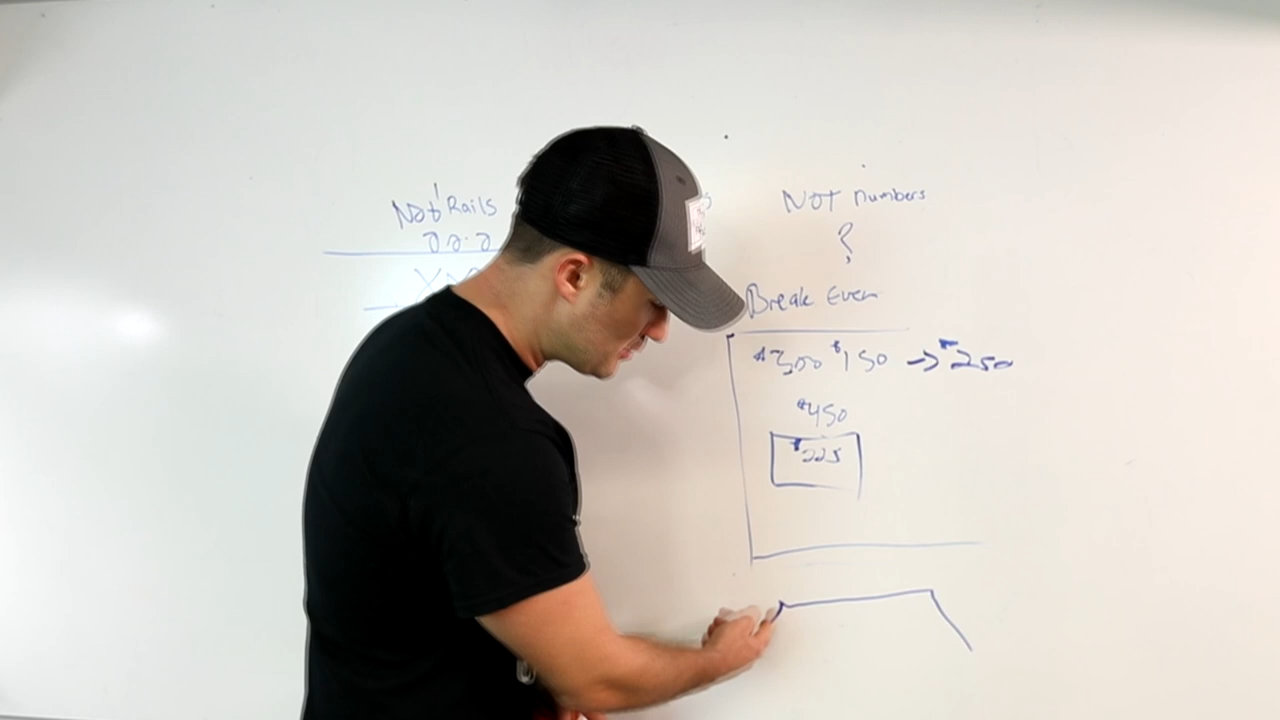 Not Rails
NOT numbers
?
Break Even
$300 $150 → $250
$450
$225